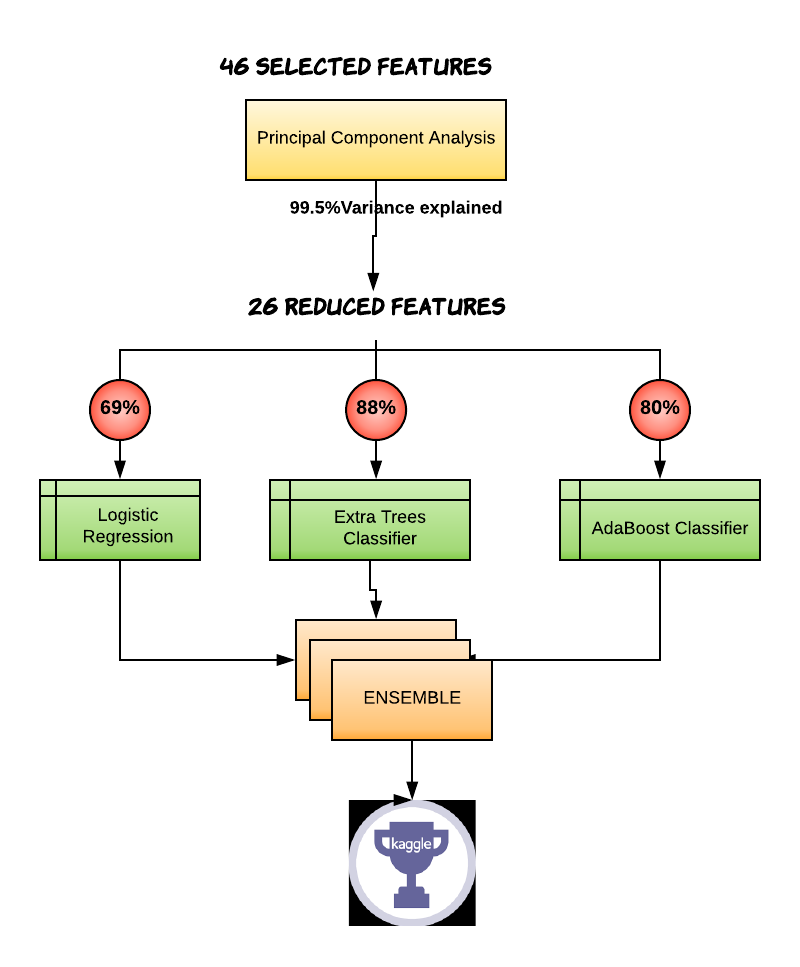 46 SELECTED FEATURES
Principal Component Analysis
99.5%Variance explained
26 REDUCED FEATURES
69%
88%
80%
Logistic
Regression
Extra Trees
Classifier
AdaBoost Classifier
ENSEMBLE
kaggle